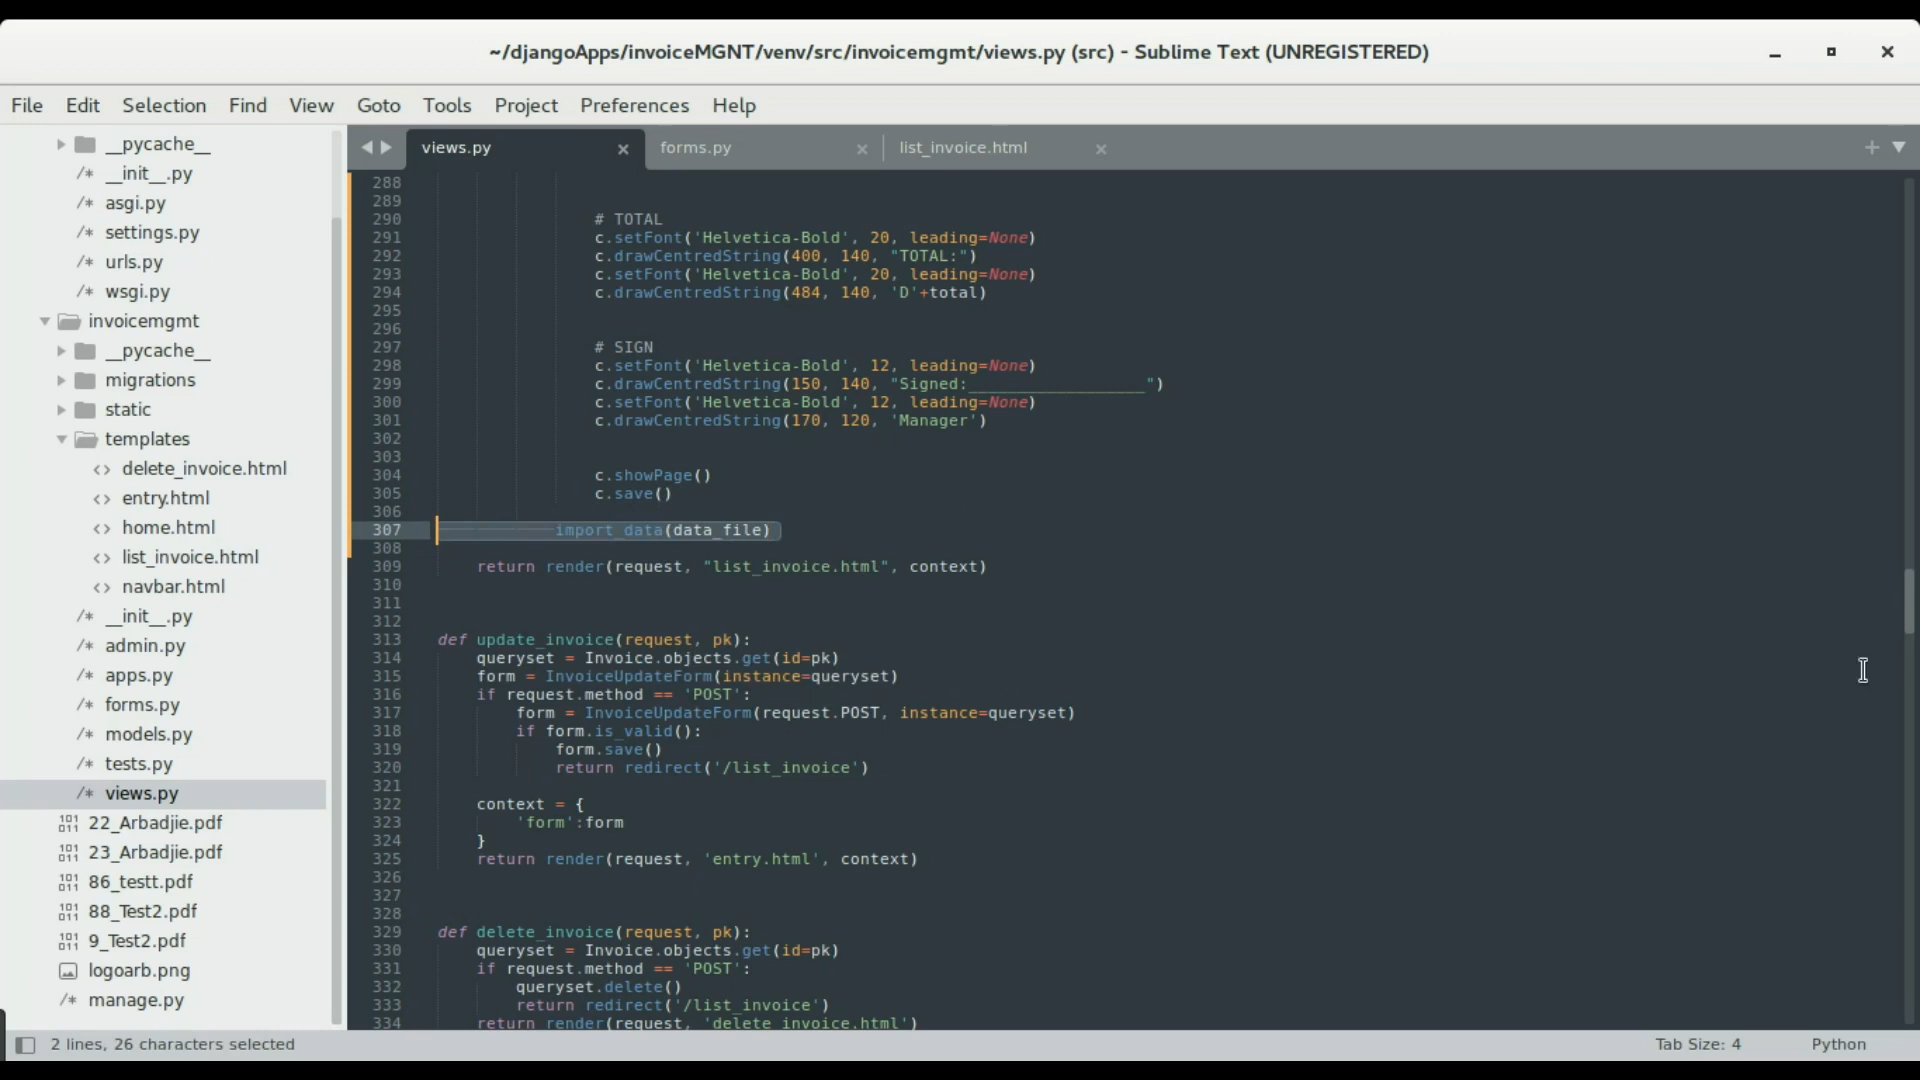 ~/djangoApps/invoiceMGNT/venv/src/invoicemgmt/views.py (src) - Sublime Text (UNREGISTERED)
File Edit Selection Find View Goto Tools Project Preferences Help
__pycache__
/* __init__.py
/* asgi.py
/* settings.py
/* urls.py
/* wsgi.py
invoicemgmt
__pycache__
migrations
static
templates
<> delete_invoice.html
<> entry.html
<> home.html
<> list_invoice.html
<> navbar.html
/* __init__.py
/* admin.py
/* apps.py
/* forms.py
/* models.py
/* tests.py
/* views.py
22_Arbadjie.pdf
23_Arbadjie.pdf
86_testt.pdf
88_Test2.pdf
9_Test2.pdf
logoarb.png
/* manage.py
views.py forms.py list_invoice.html
288
289
290 # TOTAL
291 c.setFont('Helvetica-Bold', 20, leading=None)
292 c.drawCentredString(400, 140, "TOTAL:")
293 c.setFont('Helvetica-Bold', 20, leading=None)
294 c.drawCentredString(484, 140, 'D'+total)
295
296
297 # SIGN
298 c.setFont('Helvetica-Bold', 12, leading=None)
299 c.drawCentredString(150, 140, "Signed:__________________")
300 c.setFont('Helvetica-Bold', 12, leading=None)
301 c.drawCentredString(170, 120, 'Manager')
302
303
304 c.showPage()
305 c.save()
306
307 import_data(data_file)
308
309 return render(request, "list_invoice.html", context)
310
311
312
313 def update_invoice(request, pk):
314 queryset = Invoice.objects.get(id=pk)
315 form = InvoiceUpdateForm(instance=queryset)
316 if request.method == 'POST':
317 form = InvoiceUpdateForm(request.POST, instance=queryset)
318 if form.is_valid():
319 form.save()
320 return redirect('/list_invoice')
321
322 context = {
323 'form':form
324 }
325 return render(request, 'entry.html', context)
326
327
328
329 def delete_invoice(request, pk):
330 queryset = Invoice.objects.get(id=pk)
331 if request.method == 'POST':
332 queryset.delete()
333 return redirect('/list_invoice')
334 return render(request, 'delete_invoice.html')
2 lines, 26 characters selected
Tab Size: 4 Python